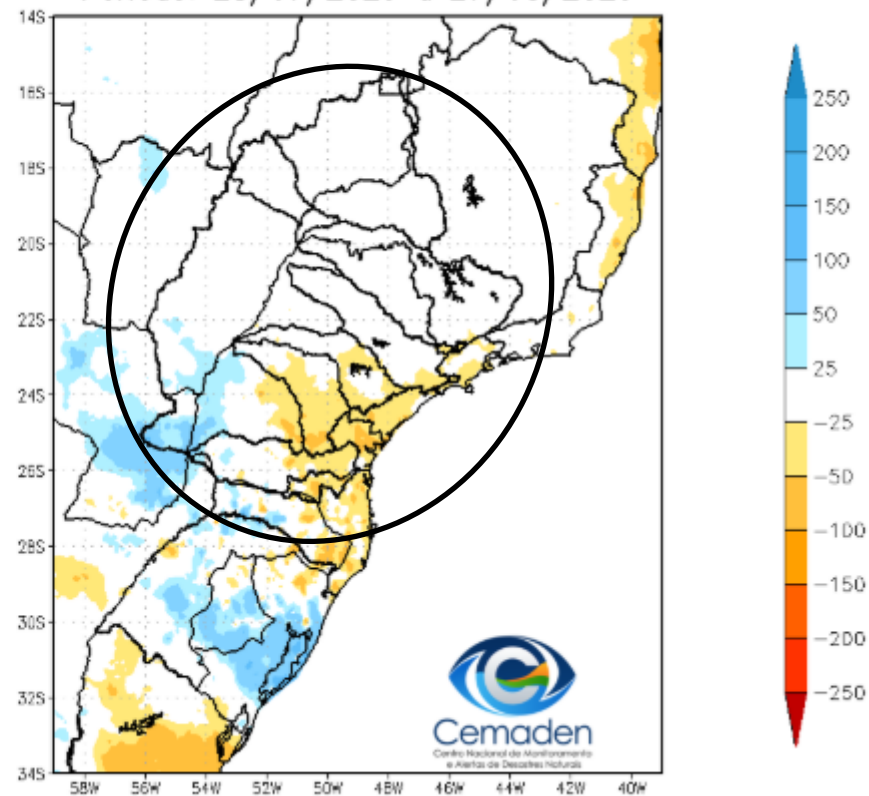 14S
16S
18S
20S
22S
24S
26S
28S
30S
32S
34S
58W 56W 54W 52W 50W 48W 46W 44W 42W 40W
250
200
150
100
50
25
-25
-50
-100
-150
-200
-250
Cemaden
Centro Nacional de Monitoramento
e Alertas de Desastres Naturais